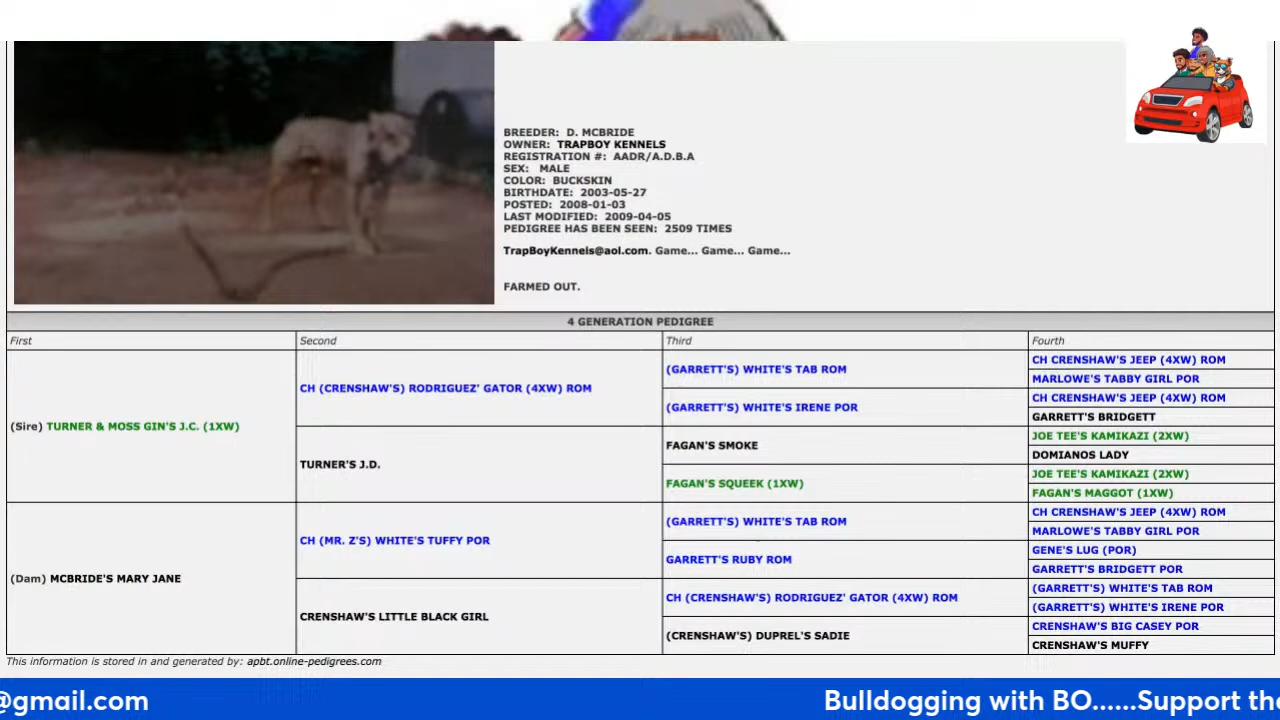 BREEDER: D. MCBRIDE
OWNER: TRAPBOY KENNELS
REGISTRATION #: AADR/A.D.B.A
SEX: MALE
COLOR: BUCKSKIN
BIRTHDATE: 2003-05-27
POSTED: 2008-01-03
LAST MODIFIED: 2009-04-05
PEDIGREE HAS BEEN SEEN: 2509 TIMES
TrapBoyKennels@aol.com. Game... Game... Game...
FARMED OUT.
4 GENERATION PEDIGREE
First Second Third Fourth
(Sire) TURNER & MOSS GIN'S J.C. (1XW)
CH (CRENSHAW'S) RODRIGUEZ' GATOR (4XW) ROM
(GARRETT'S) WHITE'S TAB ROM
CH CRENSHAW'S JEEP (4XW) ROM
MARLOWE'S TABBY GIRL POR
(GARRETT'S) WHITE'S IRENE POR
CH CRENSHAW'S JEEP (4XW) ROM
GARRETT'S BRIDGETT
TURNER'S J.D.
FAGAN'S SMOKE
JOE TEE'S KAMIKAZI (2XW)
DOMIANOS LADY
FAGAN'S SQUEEK (1XW)
JOE TEE'S KAMIKAZI (2XW)
FAGAN'S MAGGOT (1XW)
(Dam) MCBRIDE'S MARY JANE
CH (MR. Z'S) WHITE'S TUFFY POR
(GARRETT'S) WHITE'S TAB ROM
CH CRENSHAW'S JEEP (4XW) ROM
MARLOWE'S TABBY GIRL POR
GARRETT'S RUBY ROM
GENE'S LUG (POR)
GARRETT'S BRIDGETT POR
CRENSHAW'S LITTLE BLACK GIRL
CH (CRENSHAW'S) RODRIGUEZ' GATOR (4XW) ROM
(GARRETT'S) WHITE'S TAB ROM
(GARRETT'S) WHITE'S IRENE POR
(CRENSHAW'S) DUPREL'S SADIE
CRENSHAW'S BIG CASEY POR
CRENSHAW'S MUFFY
This information is stored in and generated by: apbt.online-pedigrees.com
@gmail.com Bulldogging with BO......Support the